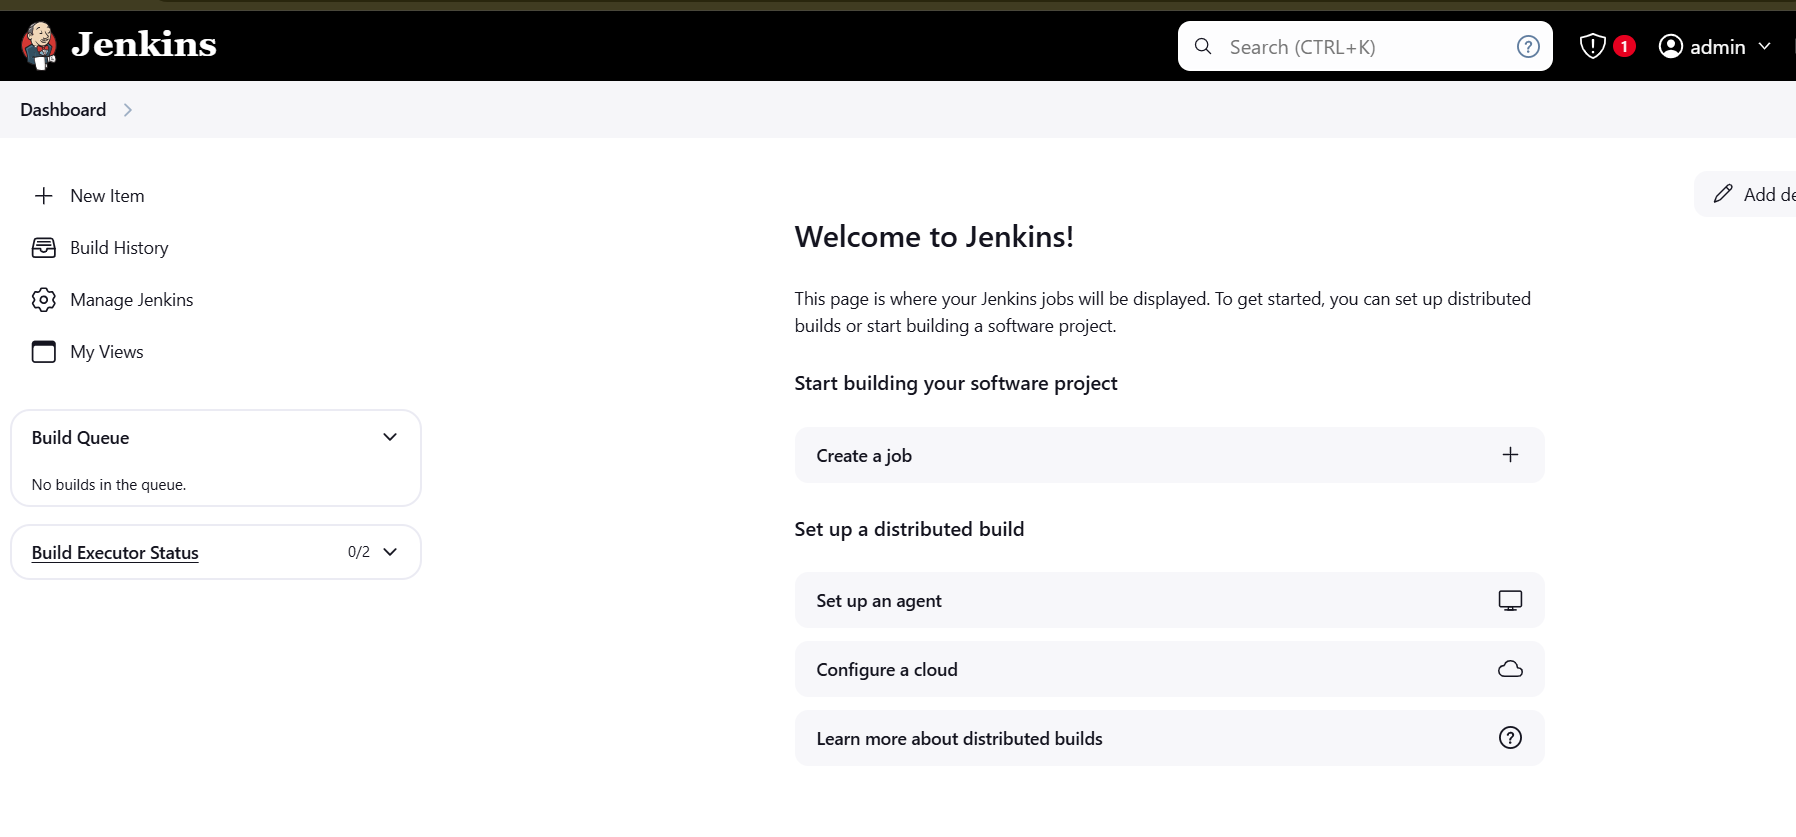 Jenkins
Search (CTRL+K)
1
admin
Dashboard
New Item
Build History
Manage Jenkins
My Views
Build Queue
No builds in the queue.
Build Executor Status
0/2
Add
Welcome to Jenkins!
This page is where your Jenkins jobs will be displayed. To get started, you can set up distributed
builds or start building a software project.
Start building your software project
Create a job
Set up a distributed build
Set up an agent
Configure a cloud
Learn more about distributed builds